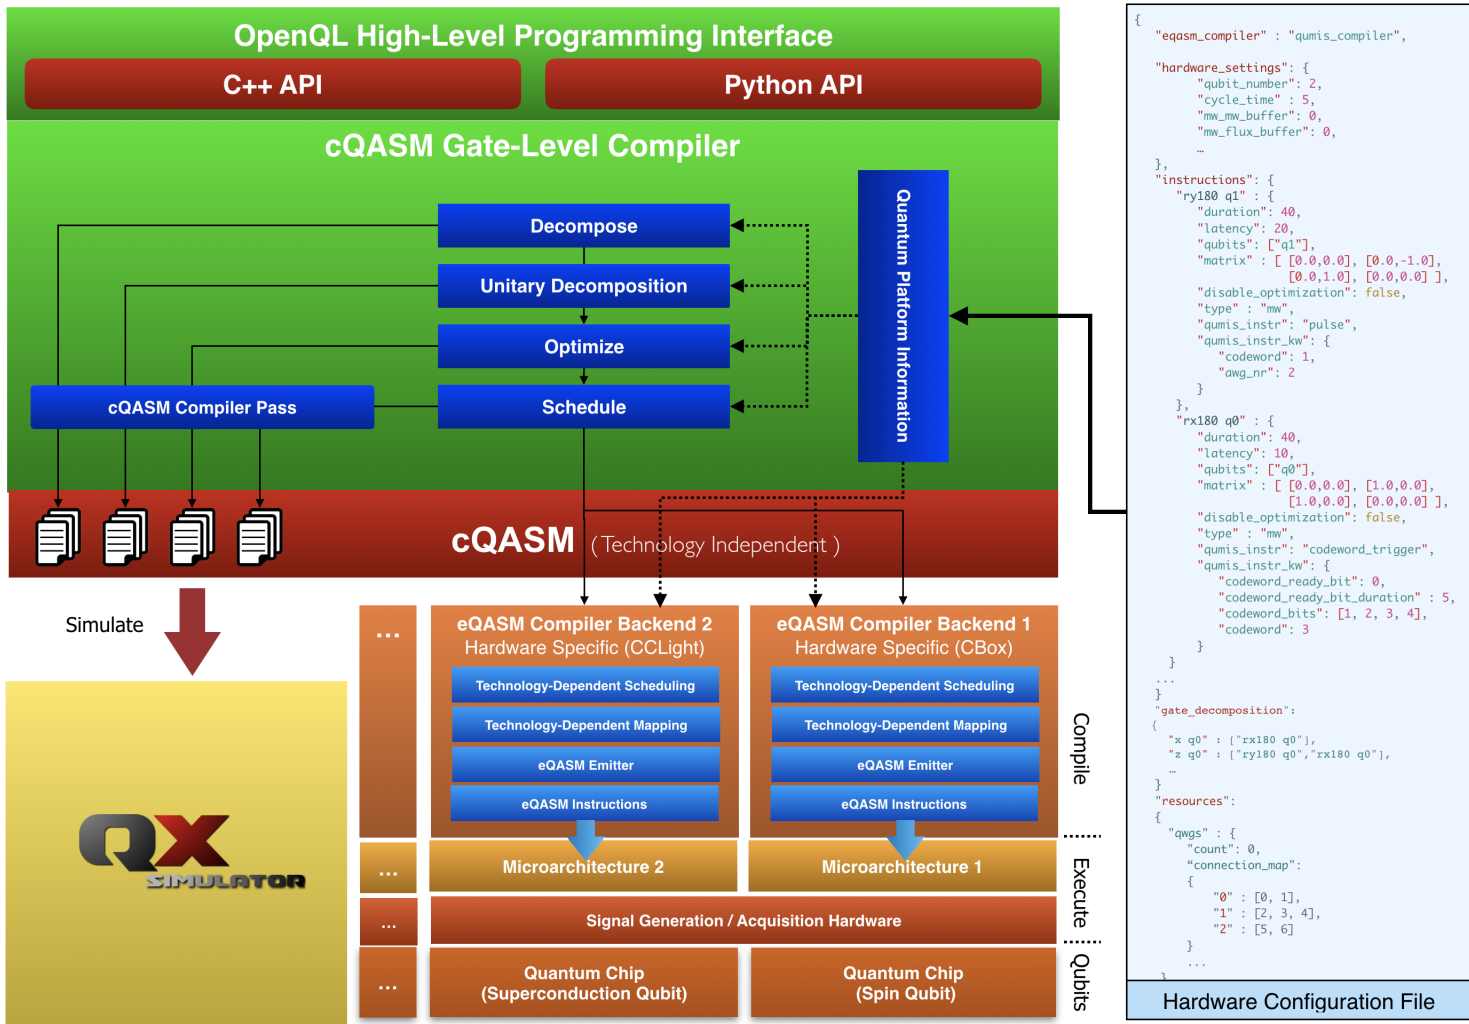 OpenQL High-Level Programming Interface
C++ API
Python API
cQASM Gate-Level Compiler
Decompose
Unitary Decomposition
Optimize
Schedule
cQASM Compiler Pass
Quantum Platform Information
cQASM ( Technology Independent )
Simulate
QX
SIMULATOR
...
eQASM Compiler Backend 2
Hardware Specific (CCLight)
Technology-Dependent Scheduling
Technology-Dependent Mapping
eQASM Emitter
eQASM Instructions
eQASM Compiler Backend 1
Hardware Specific (CBox)
Technology-Dependent Scheduling
Technology-Dependent Mapping
eQASM Emitter
eQASM Instructions
Compile
...
Microarchitecture 2
Microarchitecture 1
Execute
...
Signal Generation / Acquisition Hardware
...
Quantum Chip
(Superconduction Qubit)
Quantum Chip
(Spin Qubit)
Qubits
{
"eqasm_compiler" : "qumis_compiler",
"hardware_settings": {
"qubit_number": 2,
"cycle_time" : 5,
"mw_mw_buffer": 0,
"mw_flux_buffer": 0,
…
},
"instructions": {
"ry180 q1" : {
"duration": 40,
"latency": 20,
"qubits": ["q1"],
"matrix" : [ [0.0,0.0], [0.0,-1.0],
[0.0,1.0], [0.0,0.0] ],
"disable_optimization": false,
"type" : "mw",
"qumis_instr": "pulse",
"qumis_instr_kw": {
"codeword": 1,
"awg_nr": 2
}
},
"rx180 q0" : {
"duration": 40,
"latency": 10,
"qubits": ["q0"],
"matrix" : [ [0.0,0.0], [1.0,0.0],
[1.0,0.0], [0.0,0.0] ],
"disable_optimization": false,
"type" : "mw",
"qumis_instr": "codeword_trigger",
"qumis_instr_kw": {
"codeword_ready_bit": 0,
"codeword_ready_bit_duration" : 5,
"codeword_bits": [1, 2, 3, 4],
"codeword": 3
}
}
...
}
"gate_decomposition":
{
"x q0" : ["rx180 q0"],
"z q0" : ["ry180 q0","rx180 q0"],
…
}
"resources":
{
"qwgs" : {
"count": 0,
“connection_map":
{
"0" : [0, 1],
"1" : [2, 3, 4],
"2" : [5, 6]
}
...
}
Hardware Configuration File